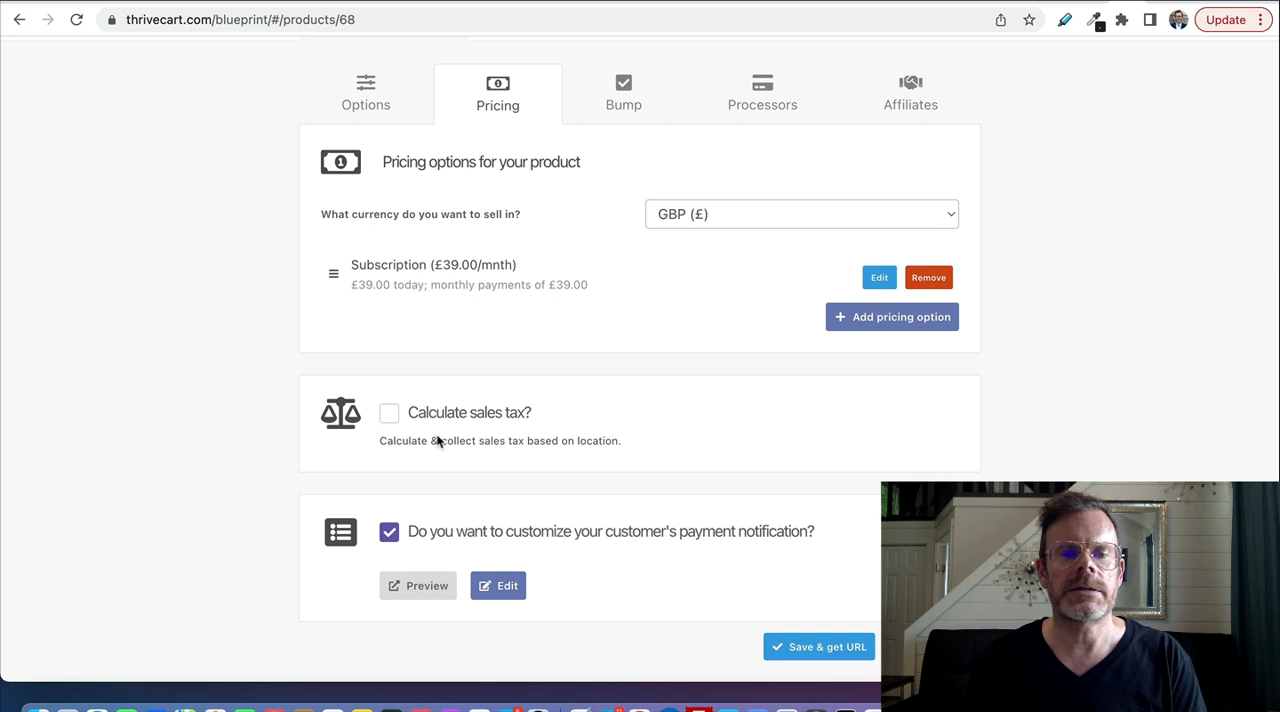 thrivecart.com/blueprint/#/products/68
Update
Options
Pricing
Bump
Processors
Affiliates
Pricing options for your product
What currency do you want to sell in?
GBP (£)
Subscription (£39.00/mnth)
£39.00 today; monthly payments of £39.00
Edit
Remove
+ Add pricing option
Calculate sales tax?
Calculate & collect sales tax based on location.
Do you want to customize your customer's payment notification?
Preview
Edit
Save & get URL